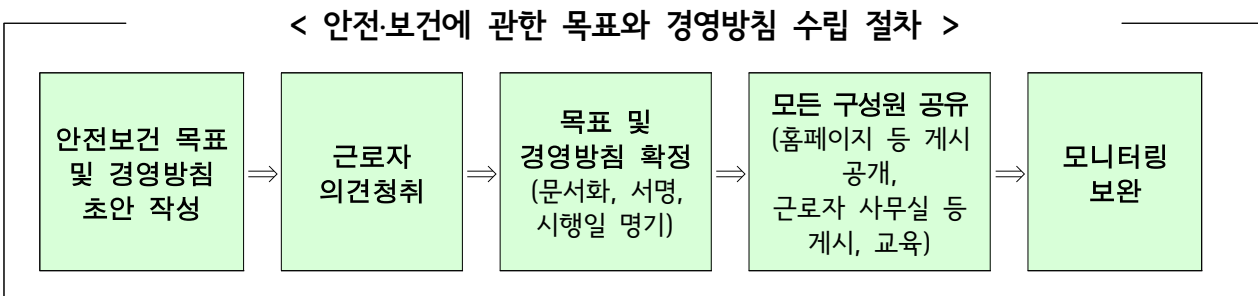 < 안전·보건에 관한 목표와 경영방침 수립 절차 >
안전보건 목표
및 경영방침
초안 작성
⇒
근로자
의견청취
⇒
목표 및
경영방침 확정
(문서화, 서명,
시행일 명기)
⇒
모든 구성원 공유
(홈페이지 등 게시
공개,
근로자 사무실 등
게시, 교육)
⇒
모니터링
보완